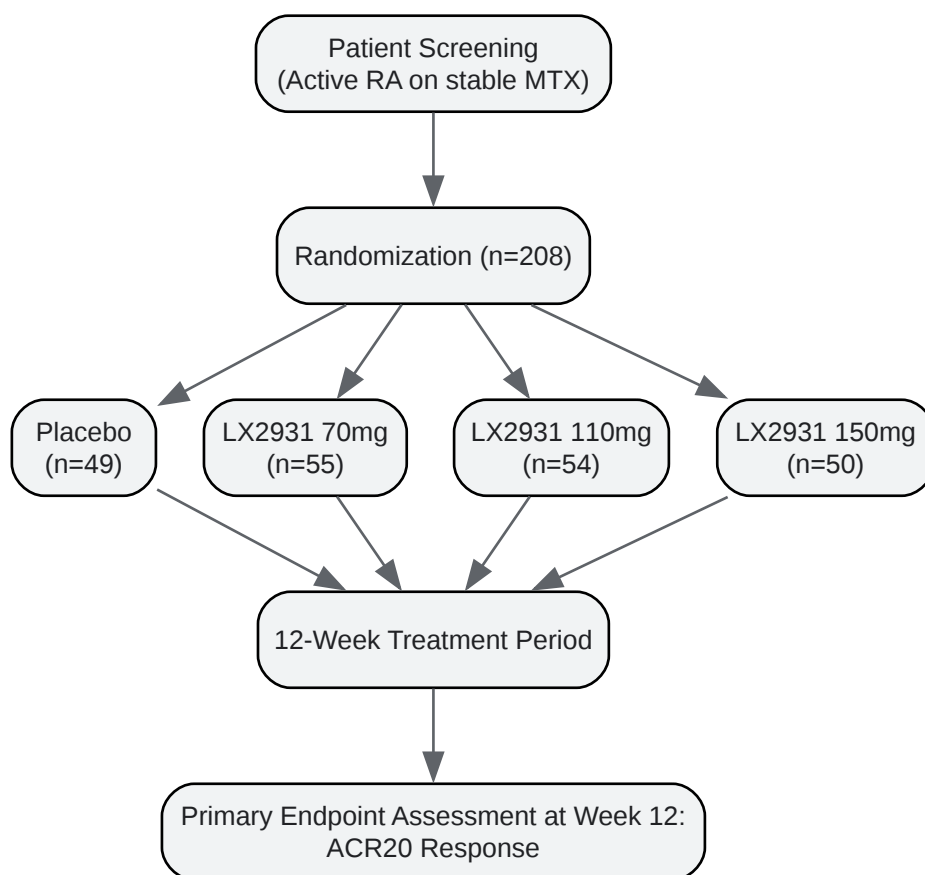 Patient Screening
(Active RA on stable MTX)
Randomization (n=208)
Placebo
(n=49)
LX2931 70mg
(n=55)
LX2931 110mg
(n=54)
LX2931 150mg
(n=50)
12-Week Treatment Period
Primary Endpoint Assessment at Week 12:
ACR20 Response